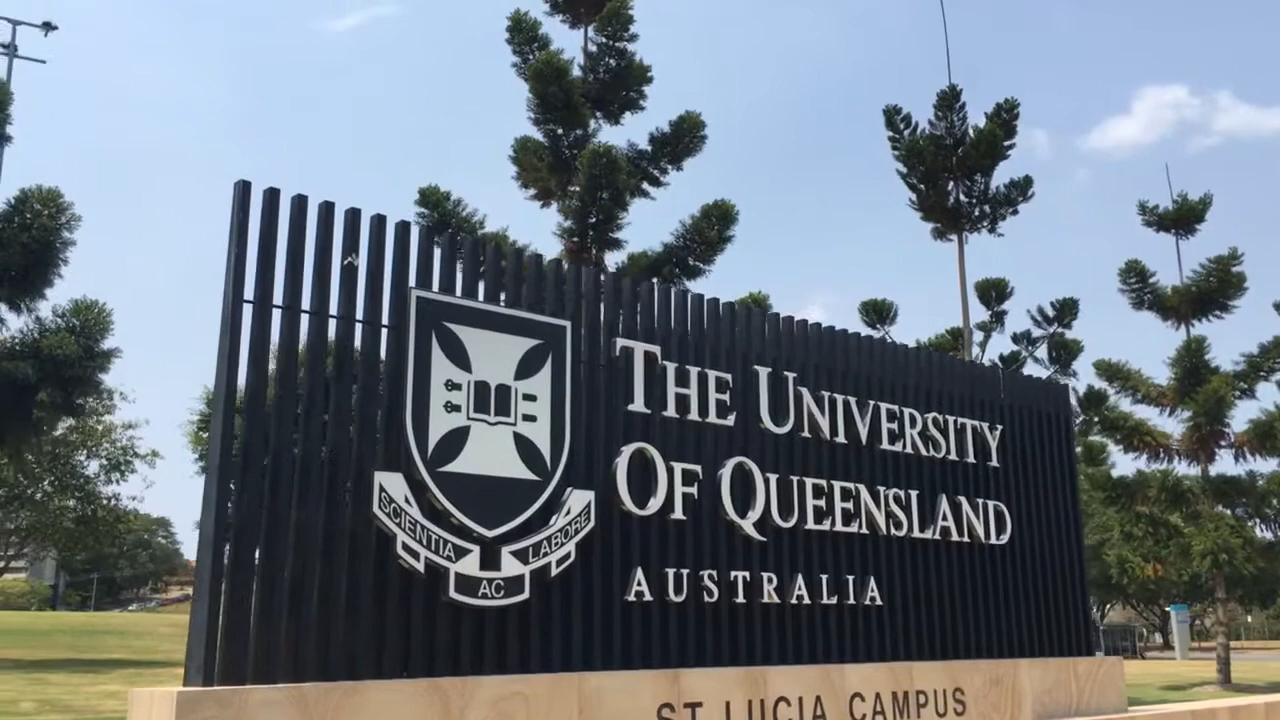 SCIENTIA AC LABORE
THE UNIVERSITY
OF QUEENSLAND
AUSTRALIA
ST LUCIA CAMPUS